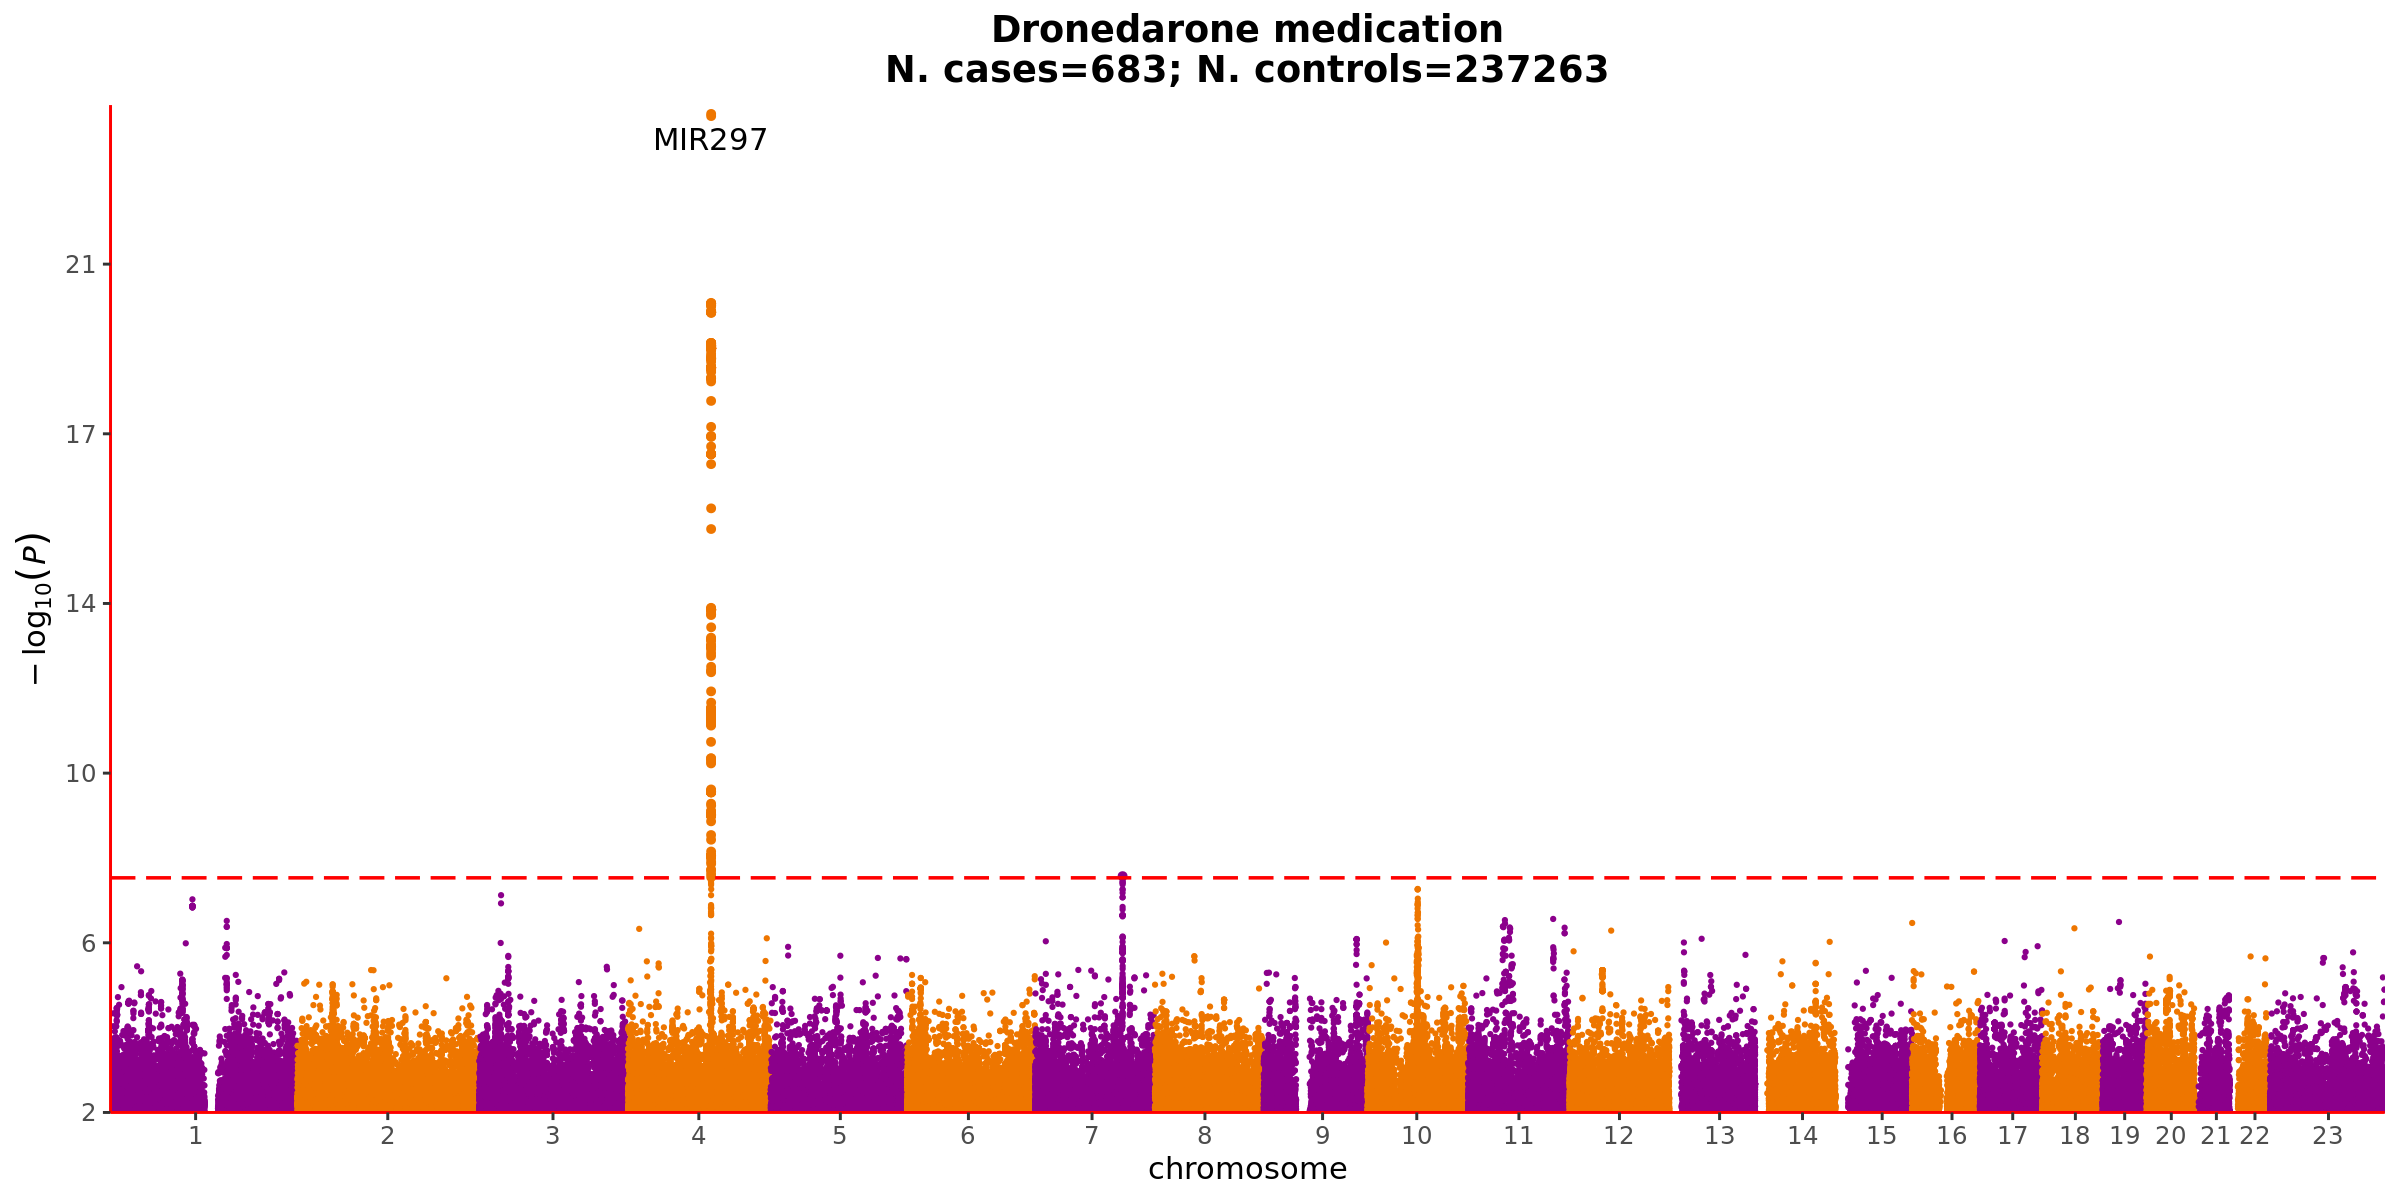 Dronedarone medication
N. cases=683; N. controls=237263
MIR297
21
17
14
10
6
2
−log10(P)
1 2 3 4 5 6 7 8 9 10 11 12 13 14 15 16 17 18 19 20 21 22 23
chromosome